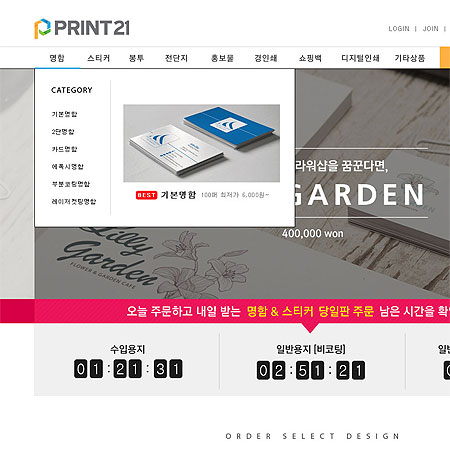 PRINT21
LOGIN | JOIN |
명함 스티커 봉투 전단지 홍보물 경인쇄 쇼핑백 디지털인쇄 기타상품
CATEGORY
기본명함
2단명함
카드명함
에폭시명함
부분코팅명함
레이저컷팅명함
BEST 기본명함 100매 최저가 6,000원~
라워샵을 꿈꾼다면,
GARDEN
400,000 won
Lilly
Garden
FLOWER & GARDEN CAFE
오늘 주문하고 내일 받는 명함 & 스티커 당일판 주문 남은 시간을 확
수입용지
01 : 21 : 31
일반용지 [비코팅]
02 : 51 : 21
일반
0
ORDER SELECT DESIGN